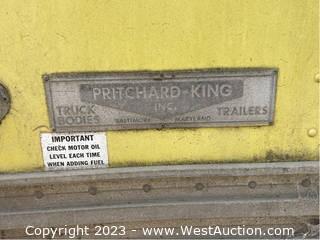 PRITCHARD-KING
INC.
TRUCK BODIES
BALTIMORE MARYLAND
TRAILERS
IMPORTANT
CHECK MOTOR OIL
LEVEL EACH TIME
WHEN ADDING FUEL
Copyright 2023 - WestAuction.com